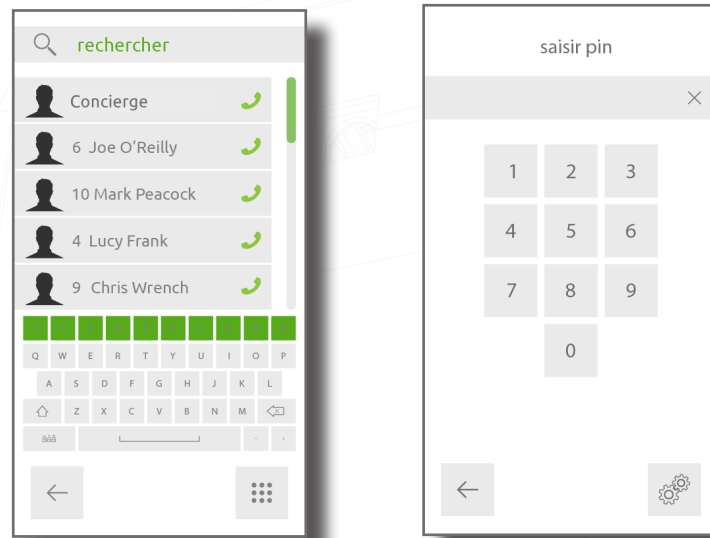 rechercher
Concierge
6 Joe O'Reilly
10 Mark Peacock
4 Lucy Frank
9 Chris Wrench
Q W E R T Y U I O P
A S D F G H J K L
Z X C V B N M
äàâ - '
saisir pin
1 2 3
4 5 6
7 8 9
0